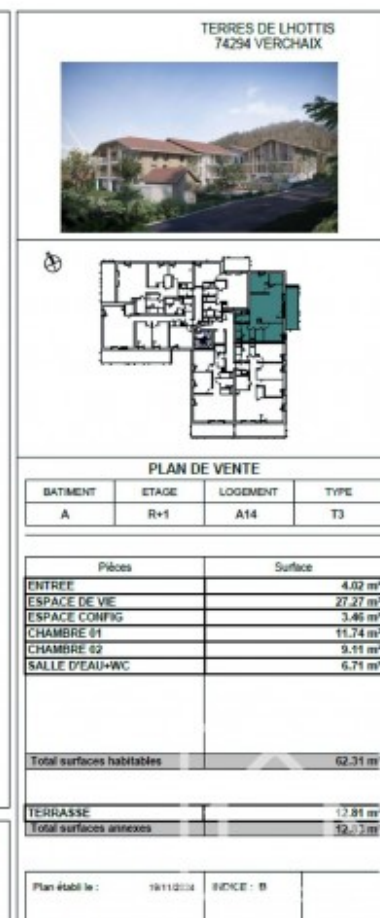 TERRES DE LHOTTIS
74294 VERCHAIX
PLAN DE VENTE
BATIMENT ETAGE LOGEMENT TYPE
A R+1 A14 T3
Pièces Surface
ENTREE 4.02 m²
ESPACE DE VIE 27.27 m²
ESPACE CONFIG 3.46 m²
CHAMBRE 01 11.74 m²
CHAMBRE 02 9.11 m²
SALLE D'EAU+WC 6.71 m²
Total surfaces habitables 62.31 m²
TERRASSE 12.81 m²
Total surfaces annexes
Plan établi le : 19/11/2024 INDICE : B